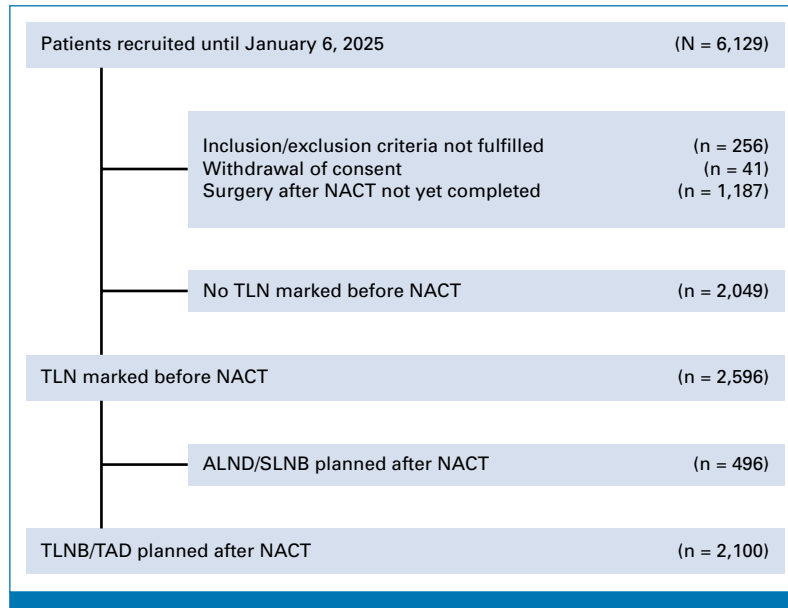 Patients recruited until January 6, 2025 (N = 6,129)
Inclusion/exclusion criteria not fulfilled (n = 256)
Withdrawal of consent (n = 41)
Surgery after NACT not yet completed (n = 1,187)
No TLN marked before NACT (n = 2,049)
TLN marked before NACT (n = 2,596)
ALND/SLNB planned after NACT (n = 496)
TLNB/TAD planned after NACT (n = 2,100)